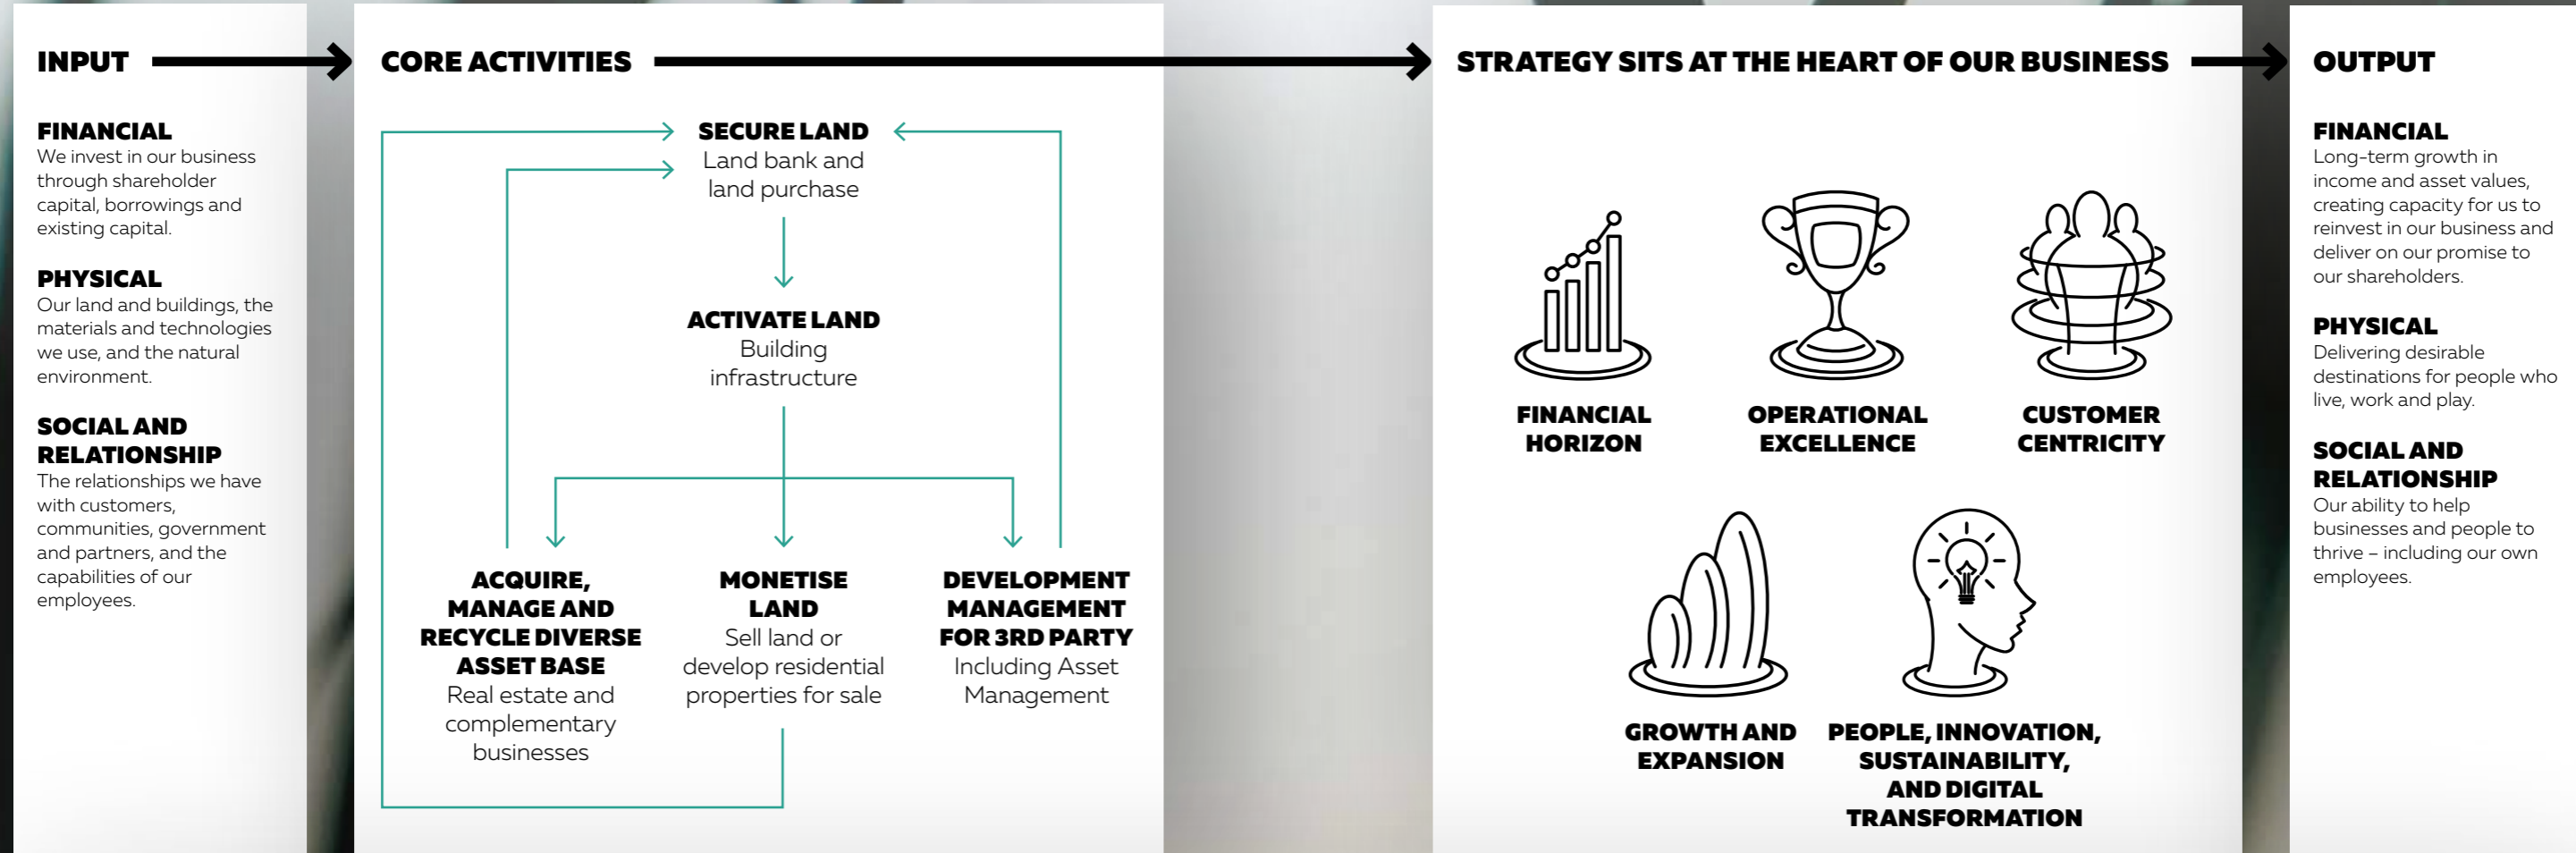 INPUT
FINANCIAL
We invest in our business
through shareholder
capital, borrowings and
existing capital.
PHYSICAL
Our land and buildings, the
materials and technologies
we use, and the natural
environment.
SOCIAL AND
RELATIONSHIP
The relationships we have
with customers,
communities, government
and partners, and the
capabilities of our
employees.
CORE ACTIVITIES
SECURE LAND
Land bank and
land purchase
ACTIVATE LAND
Building
infrastructure
ACQUIRE,
MANAGE AND
RECYCLE DIVERSE
ASSET BASE
Real estate and
complementary
businesses
MONETISE
LAND
Sell land or
develop residential
properties for sale
DEVELOPMENT
MANAGEMENT
FOR 3RD PARTY
Including Asset
Management
STRATEGY SITS AT THE HEART OF OUR BUSINESS
FINANCIAL
HORIZON
OPERATIONAL
EXCELLENCE
CUSTOMER
CENTRICITY
GROWTH AND
EXPANSION
PEOPLE, INNOVATION,
SUSTAINABILITY,
AND DIGITAL
TRANSFORMATION
OUTPUT
FINANCIAL
Long-term growth in
income and asset values,
creating capacity for us to
reinvest in our business and
deliver on our promise to
our shareholders.
PHYSICAL
Delivering desirable
destinations for people who
live, work and play.
SOCIAL AND
RELATIONSHIP
Our ability to help
businesses and people to
thrive – including our own
employees.